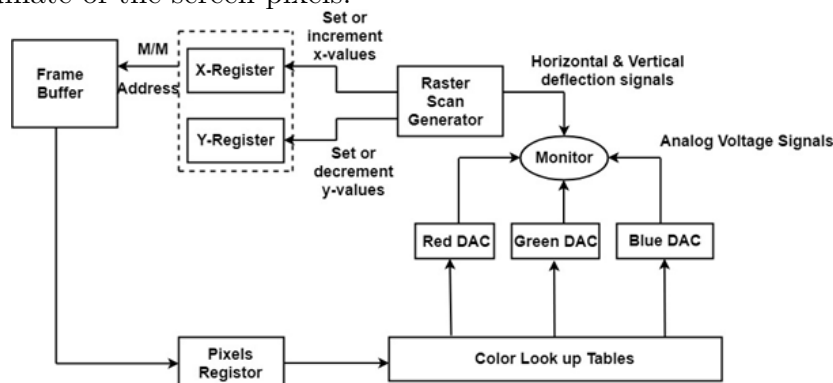 of the screen pixels.
Set or
increment
x-values
M/M
Address
Frame
Buffer
X-Register
Y-Register
Raster
Scan
Generator
Horizontal & Vertical
deflection signals
Set or
decrement
y-values
Monitor
Analog Voltage Signals
Red DAC
Green DAC
Blue DAC
Pixels
Registor
Color Look up Tables